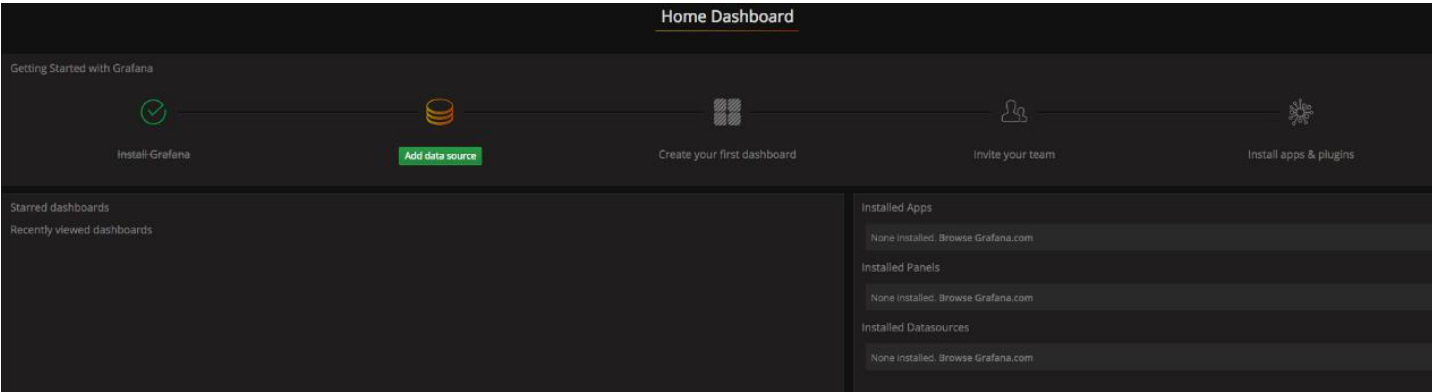 Home Dashboard
Getting Started with Grafana
Install Grafana
Add data source
Create your first dashboard
Invite your team
Install apps & plugins
Starred dashboards
Recently viewed dashboards
Installed Apps
None installed. Browse Grafana.com
Installed Panels
None installed. Browse Grafana.com
Installed Datasources
None installed. Browse Grafana.com